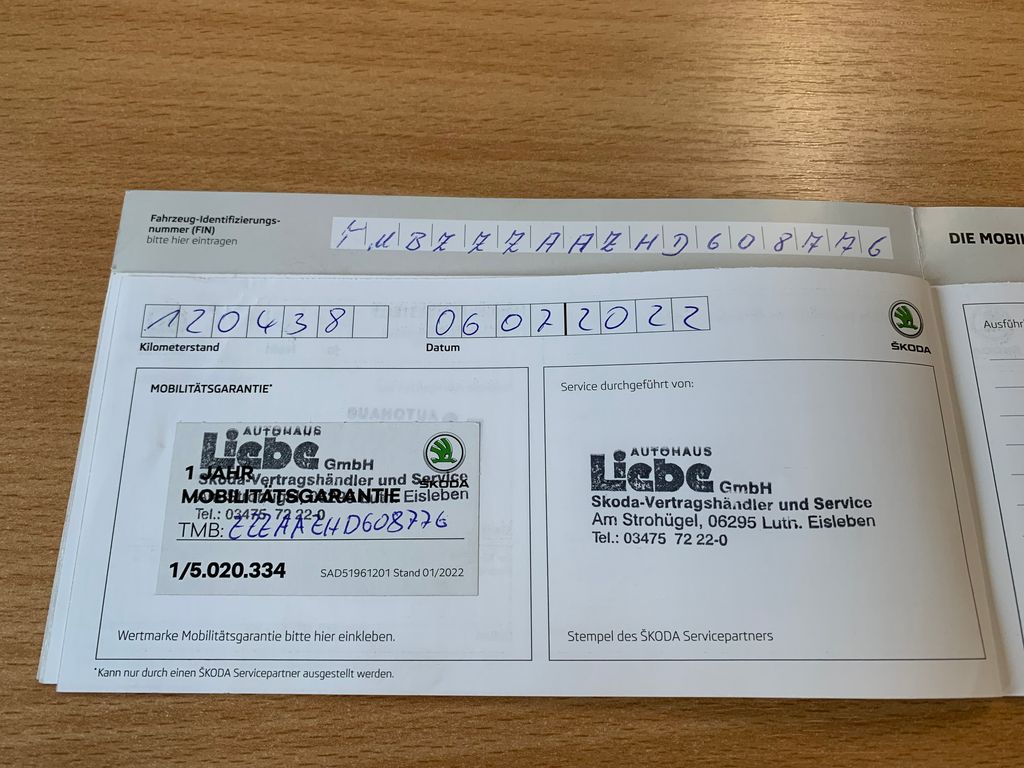 Fahrzeug-Identifizierungs-
nummer (FIN)
bitte hier eintragen
TMBZZZAAZHD608776
DIE MOBI
120438
Kilometerstand
06 07 2022
Datum
ŠKODA
MOBILITÄTSGARANTIE*
AUTOHAUS
Liebe GmbH
Skoda-Vertragshändler und Service
Eisleben
Tel.: 03475 72 22-0
ŠKODA
1 JAHR
MOBILITÄTSGARANTIE
TMB: ZZZAAZHD608776
1/5.020.334
SAD51961201 Stand 01/2022
Wertmarke Mobilitätsgarantie bitte hier einkleben.
*Kann nur durch einen ŠKODA Servicepartner ausgestellt werden.
Service durchgeführt von:
AUTOHAUS
Liebe GmbH
Skoda-Vertragshändler und Service
Am Strohügel, 06295 Luth. Eisleben
Tel.: 03475 72 22-0
Stempel des ŠKODA Servicepartners
Ausführ